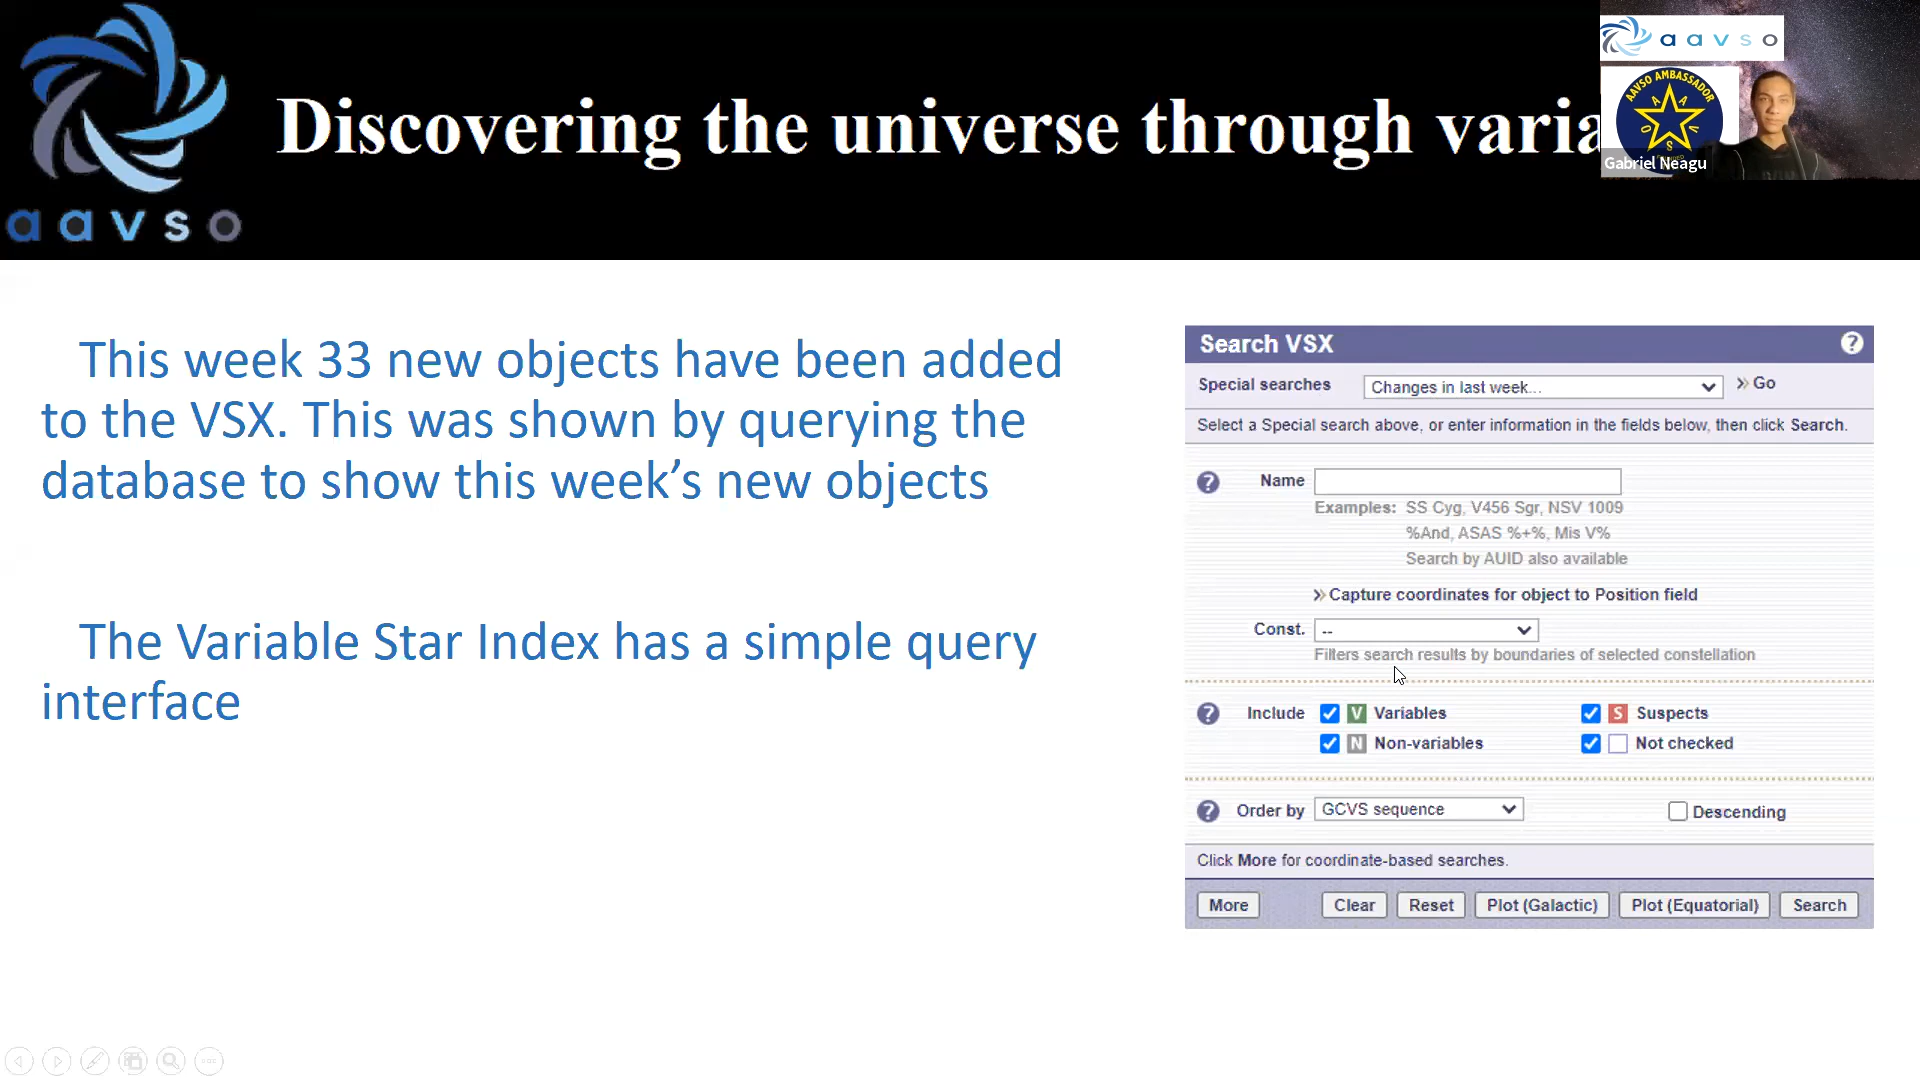 aavso
Discovering the universe through varia
aavso
AAVSO AMBASSADOR
Gabriel Neagu
This week 33 new objects have been added
to the VSX. This was shown by querying the
database to show this week’s new objects
The Variable Star Index has a simple query
interface
Search VSX
?
Special searches Changes in last week... Go
Select a Special search above, or enter information in the fields below, then click Search.
? Name
Examples: SS Cyg, V456 Sgr, NSV 1009
%And, ASAS %+%, Mis V%
Search by AUID also available
Capture coordinates for object to Position field
Const. --
Filters search results by boundaries of selected constellation
? Include V Variables S Suspects
N Non-variables Not checked
? Order by GCVS sequence Descending
Click More for coordinate-based searches.
More Clear Reset Plot (Galactic) Plot (Equatorial) Search